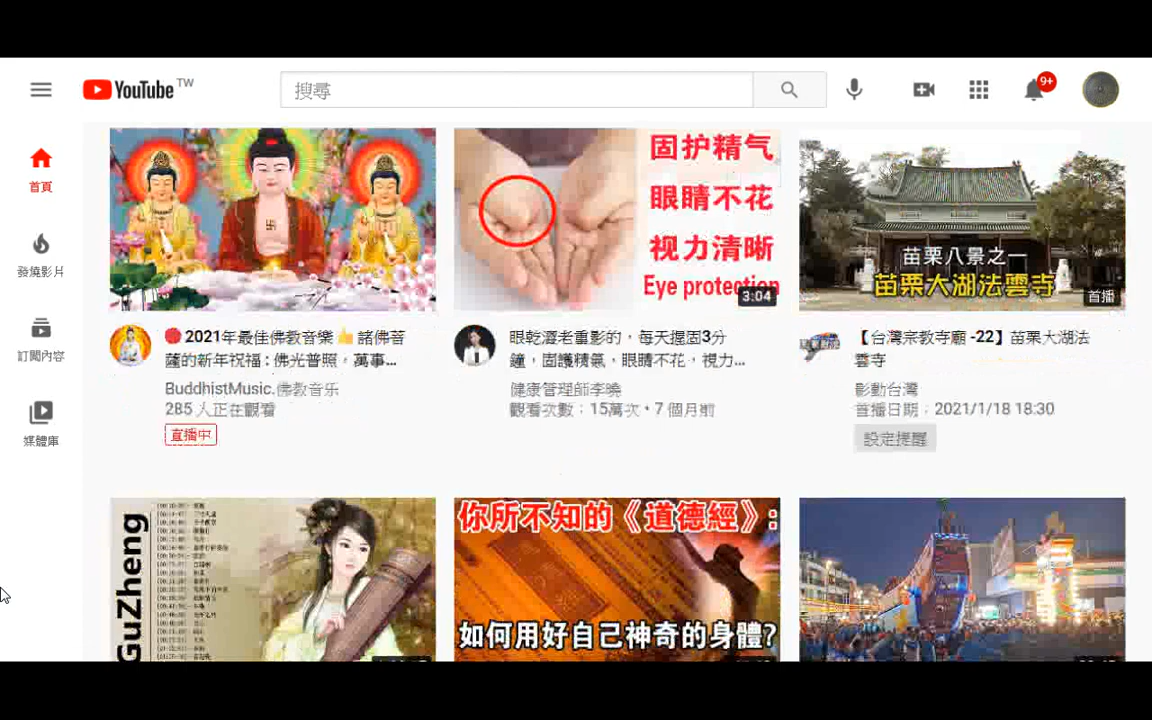 YouTube TW
搜尋
9+
首頁
發燒影片
訂閱內容
媒體庫
固护精气
眼睛不花
视力清晰
Eye protection
3:04
苗栗八景之一
苗栗大湖法雲寺
首播
2021年最佳佛教音樂 諸佛菩
薩的新年祝福 : 佛光普照，萬事...
BuddhistMusic.佛教音乐
285 人正在觀看
直播中
眼乾澀老重影的，每天握固3分
鐘，固護精氣，眼睛不花，視力...
健康管理師李曉
觀看次數：15萬次 • 7 個月前
【台灣宗教寺廟 -22】苗栗大湖法
雲寺
影動台灣
首播日期：2021/1/18 18:30
設定提醒
GuZheng
你所不知的《道德經》:
如何用好自己神奇的身體?